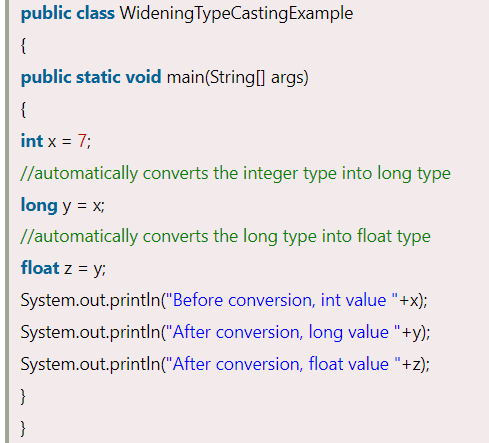 public class WideningTypeCastingExample
{
public static void main(String[] args)
{
int x = 7;
//automatically converts the integer type into long type
long y = x;
//automatically converts the long type into float type
float z = y;
System.out.println("Before conversion, int value "+x);
System.out.println("After conversion, long value "+y);
System.out.println("After conversion, float value "+z);
}
}